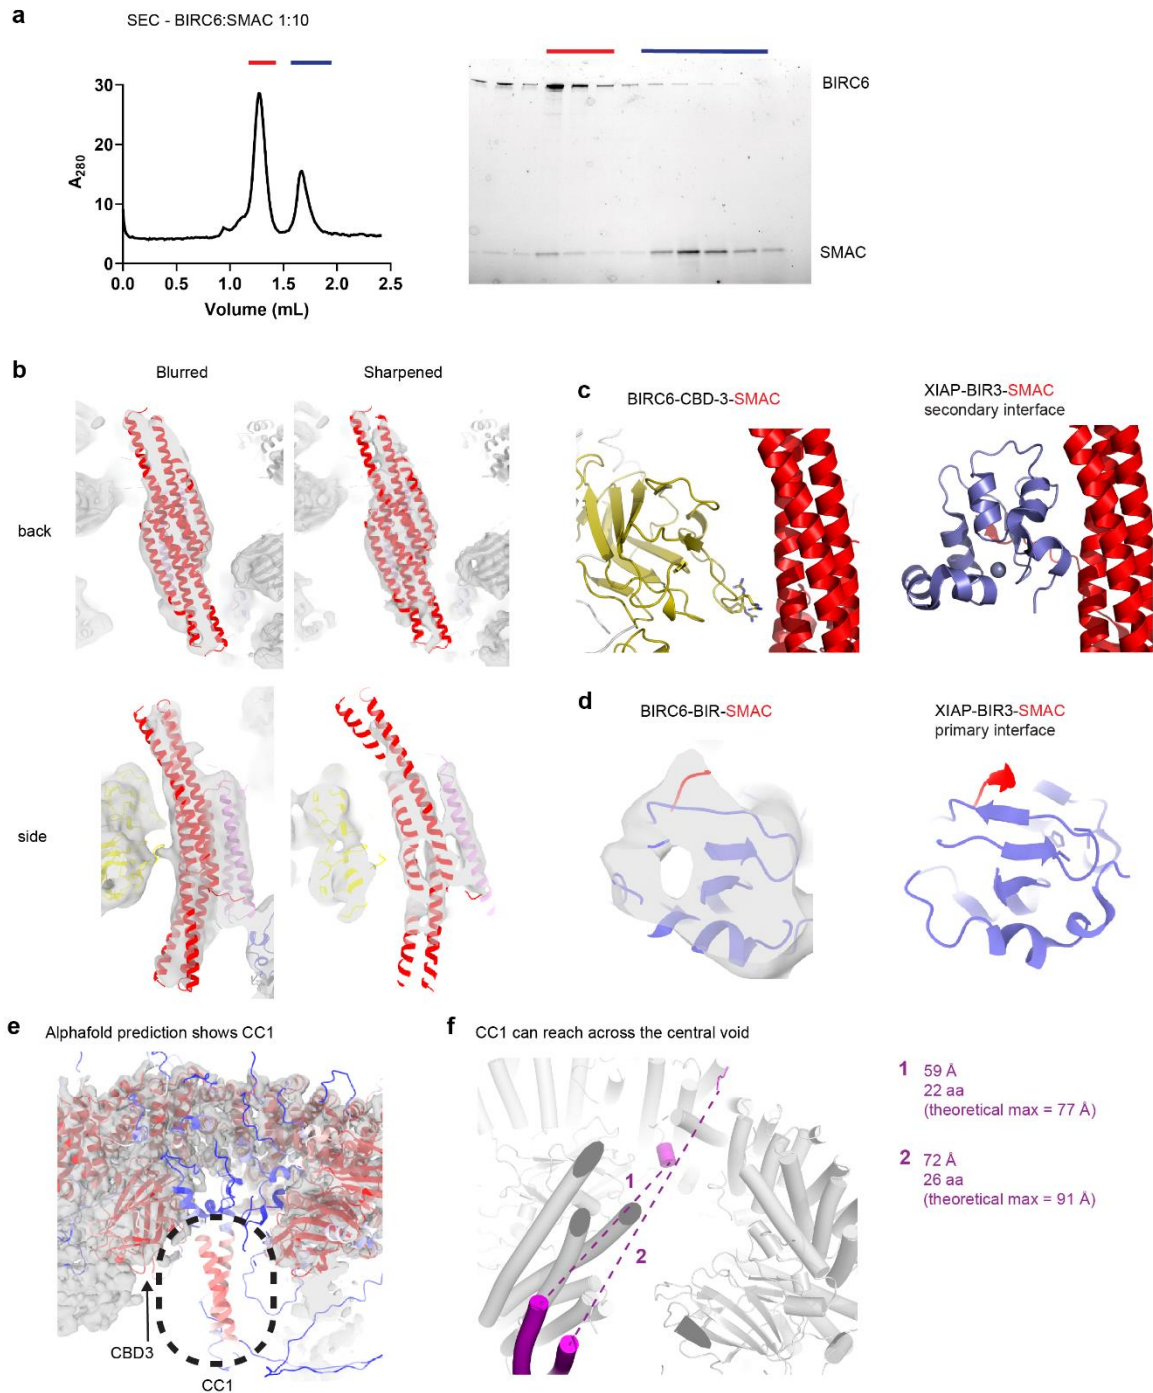 a
SEC - BIRC6:SMAC 1:10
30
20
10
0
A280
0.0 0.5 1.0 1.5 2.0 2.5
Volume (mL)
BIRC6
SMAC
b
Blurred Sharpened
back
side
c
BIRC6-CBD-3-SMAC
XIAP-BIR3-SMAC
secondary interface
d
BIRC6-BIR-SMAC
XIAP-BIR3-SMAC
primary interface
e
Alphafold prediction shows CC1
CBD3
CC1
f
CC1 can reach across the central void
1
2
1 59 Å
22 aa
(theoretical max = 77 Å)
2 72 Å
26 aa
(theoretical max = 91 Å)